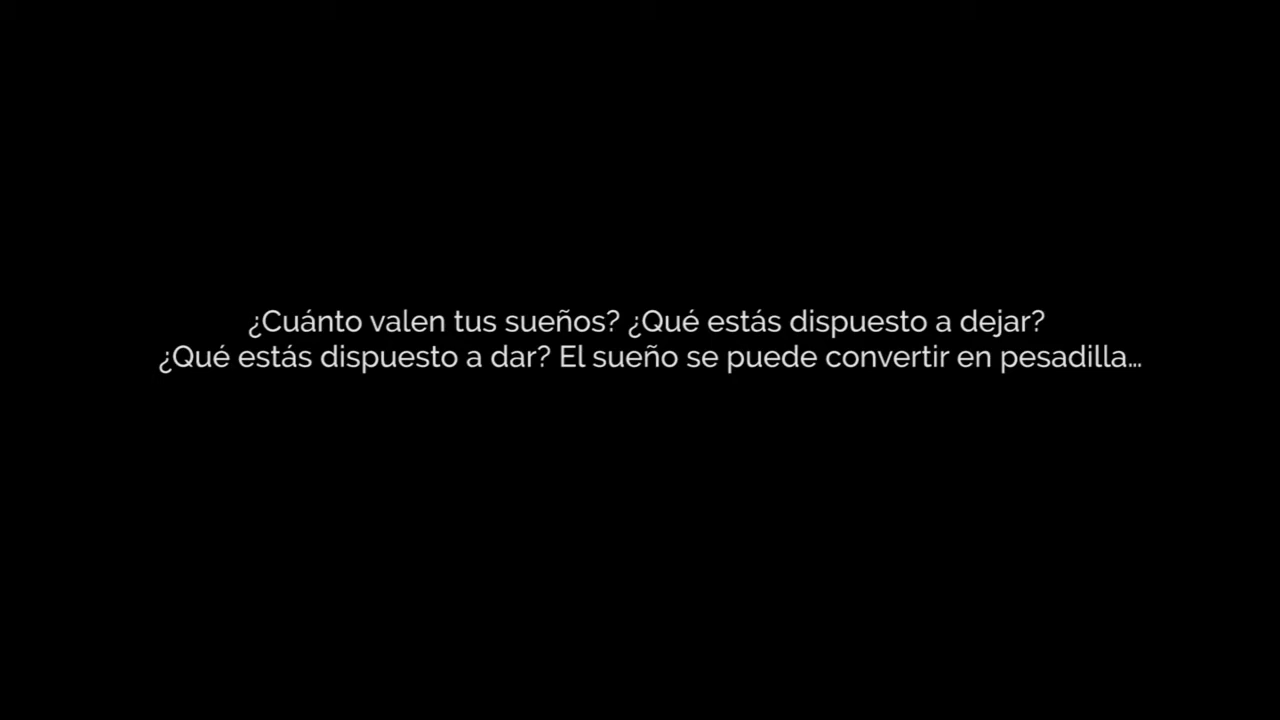 ¿Cuánto valen tus sueños? ¿Qué estás dispuesto a dejar?
¿Qué estás dispuesto a dar? El sueño se puede convertir en pesadilla...